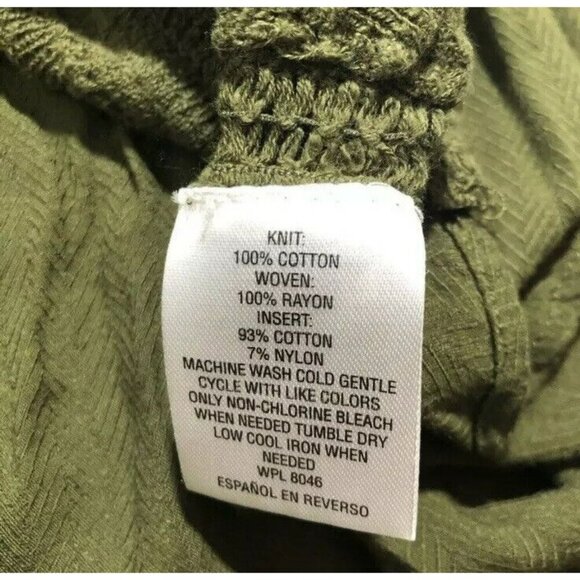 KNIT:
100% COTTON
WOVEN:
100% RAYON
INSERT:
93% COTTON
7% NYLON
MACHINE WASH COLD GENTLE
CYCLE WITH LIKE COLORS
ONLY NON-CHLORINE BLEACH
WHEN NEEDED TUMBLE DRY
LOW COOL IRON WHEN
NEEDED
WPL 8046
ESPAÑOL EN REVERSO